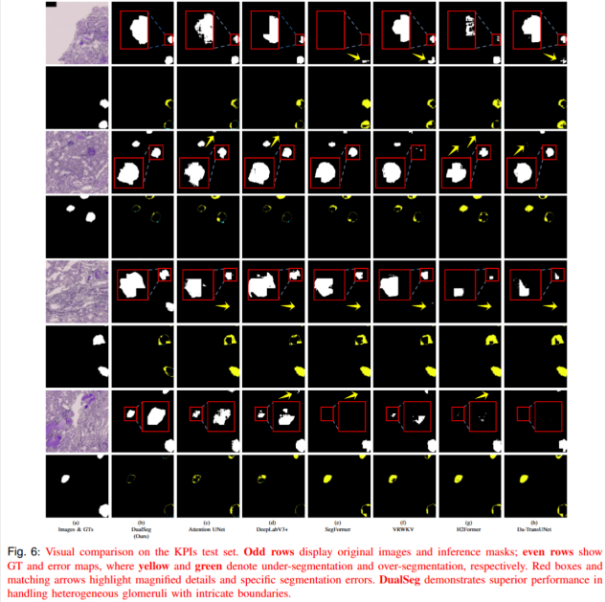 (a) (b) (c) (d) (e) (f) (g) (h)
Images & GTs DualSeg Attention UNet DeepLabV3+ SegFormer VRWKV H2Former Da-TransUNet
(Ours)
Fig. 6: Visual comparison on the KPIs test set. Odd rows display original images and inference masks; even rows show
GT and error maps, where yellow and green denote under-segmentation and over-segmentation, respectively. Red boxes and
matching arrows highlight magnified details and specific segmentation errors. DualSeg demonstrates superior performance in
handling heterogeneous glomeruli with intricate boundaries.